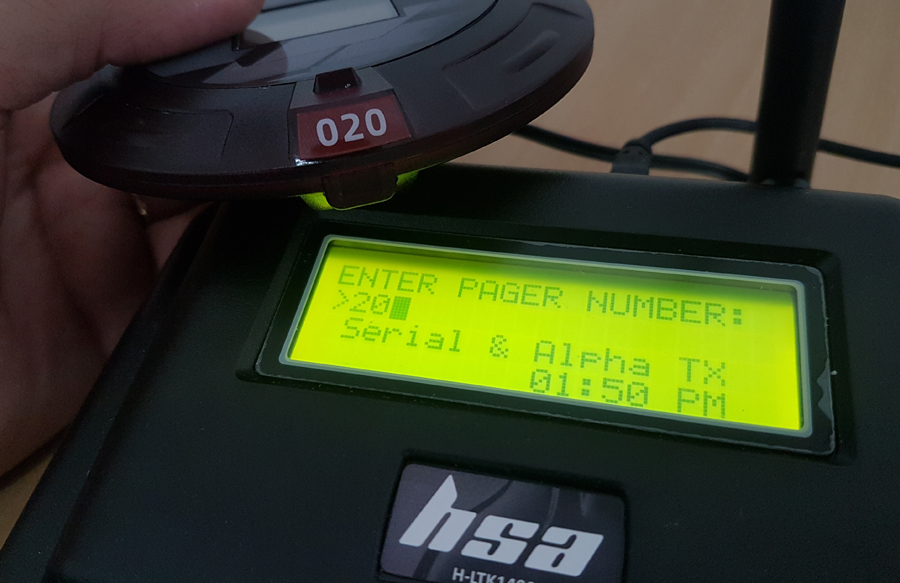 020
ENTER PAGER NUMBER:
>20
Serial & Alpha TX
01:50 PM
hsa